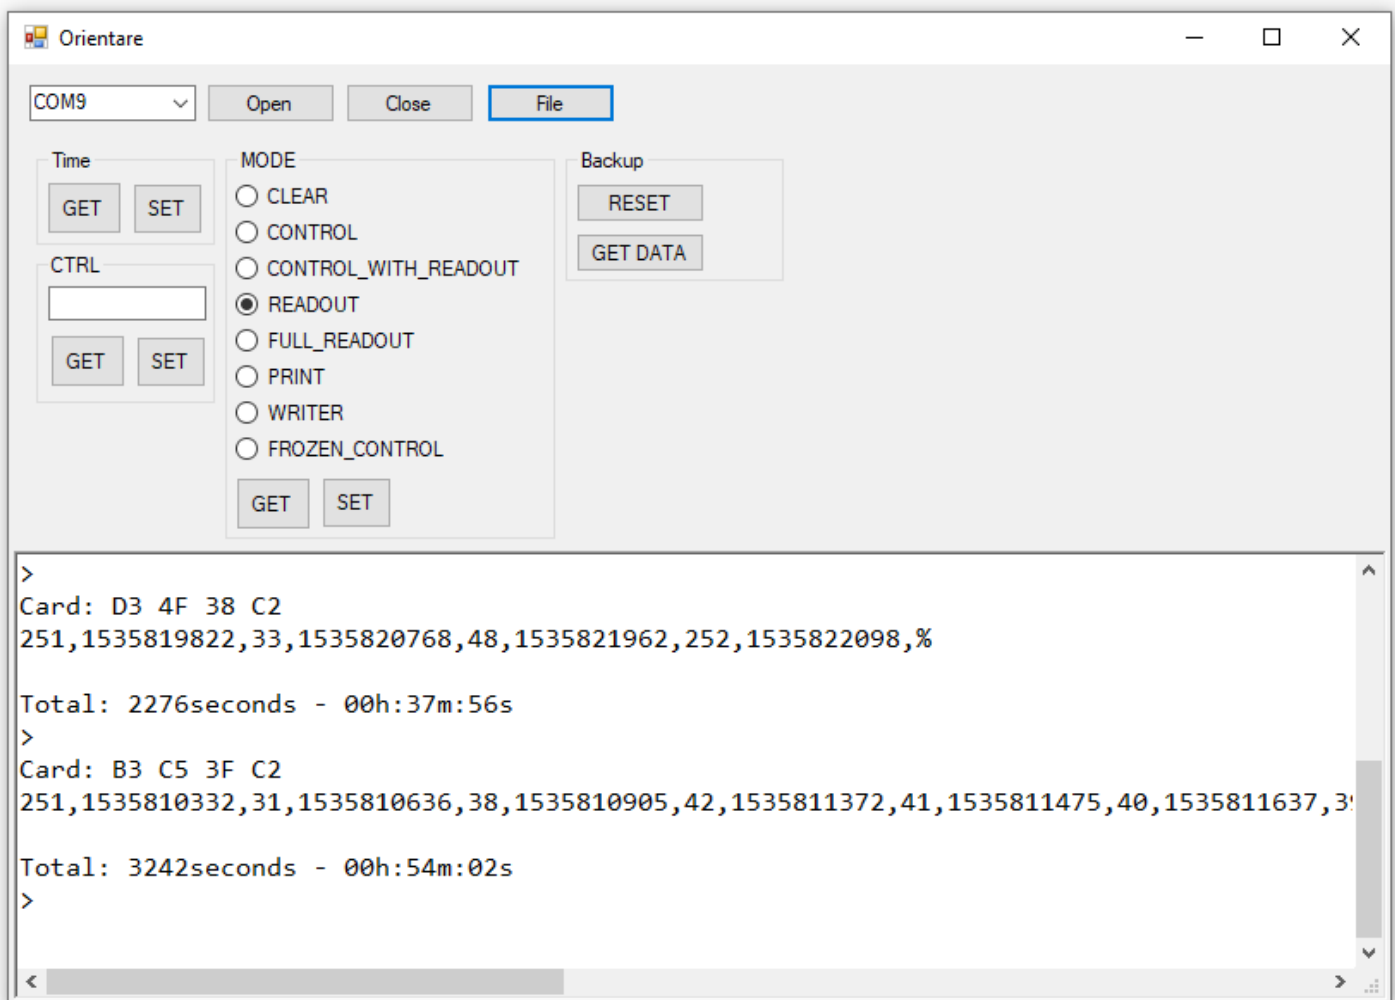 Orientare
COM9 Open Close File
Time
GET SET
CTRL
GET SET
MODE
CLEAR
CONTROL
CONTROL_WITH_READOUT
READOUT
FULL_READOUT
PRINT
WRITER
FROZEN_CONTROL
GET SET
Backup
RESET
GET DATA
>
Card: D3 4F 38 C2
251,1535819822,33,1535820768,48,1535821962,252,1535822098,%
Total: 2276seconds - 00h:37m:56s
>
Card: B3 C5 3F C2
251,1535810332,31,1535810636,38,1535810905,42,1535811372,41,1535811475,40,1535811637,3
Total: 3242seconds - 00h:54m:02s
>